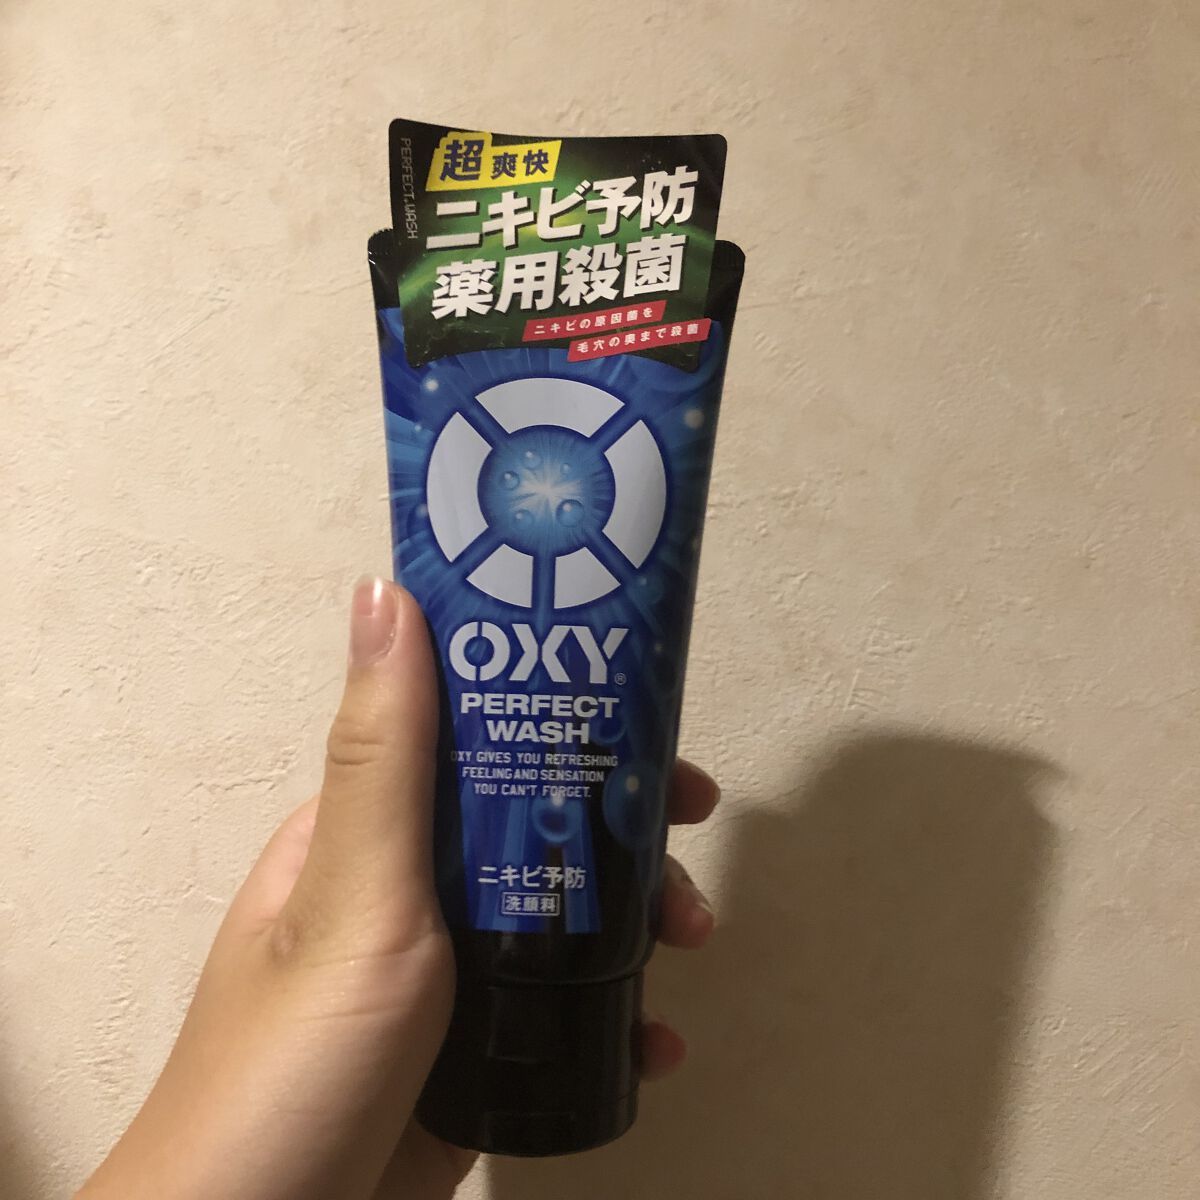 PERFECT WASH
超爽快
ニキビ予防
薬用殺菌
ニキビの原因菌を
毛穴の奥まで殺菌
OXY®
PERFECT
WASH
OXY GIVES YOU REFRESHING
FEELING AND SENSATION
YOU CAN'T FORGET.
ニキビ予防
洗顔料